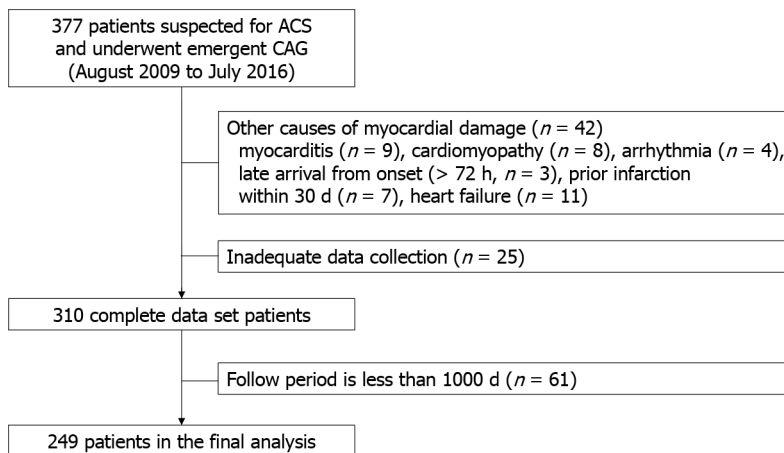 377 patients suspected for ACS
and underwent emergent CAG
(August 2009 to July 2016)
Other causes of myocardial damage (n = 42)
myocarditis (n = 9), cardiomyopathy (n = 8), arrhythmia (n = 4),
late arrival from onset (> 72 h, n = 3), prior infarction
within 30 d (n = 7), heart failure (n = 11)
Inadequate data collection (n = 25)
310 complete data set patients
Follow period is less than 1000 d (n = 61)
249 patients in the final analysis